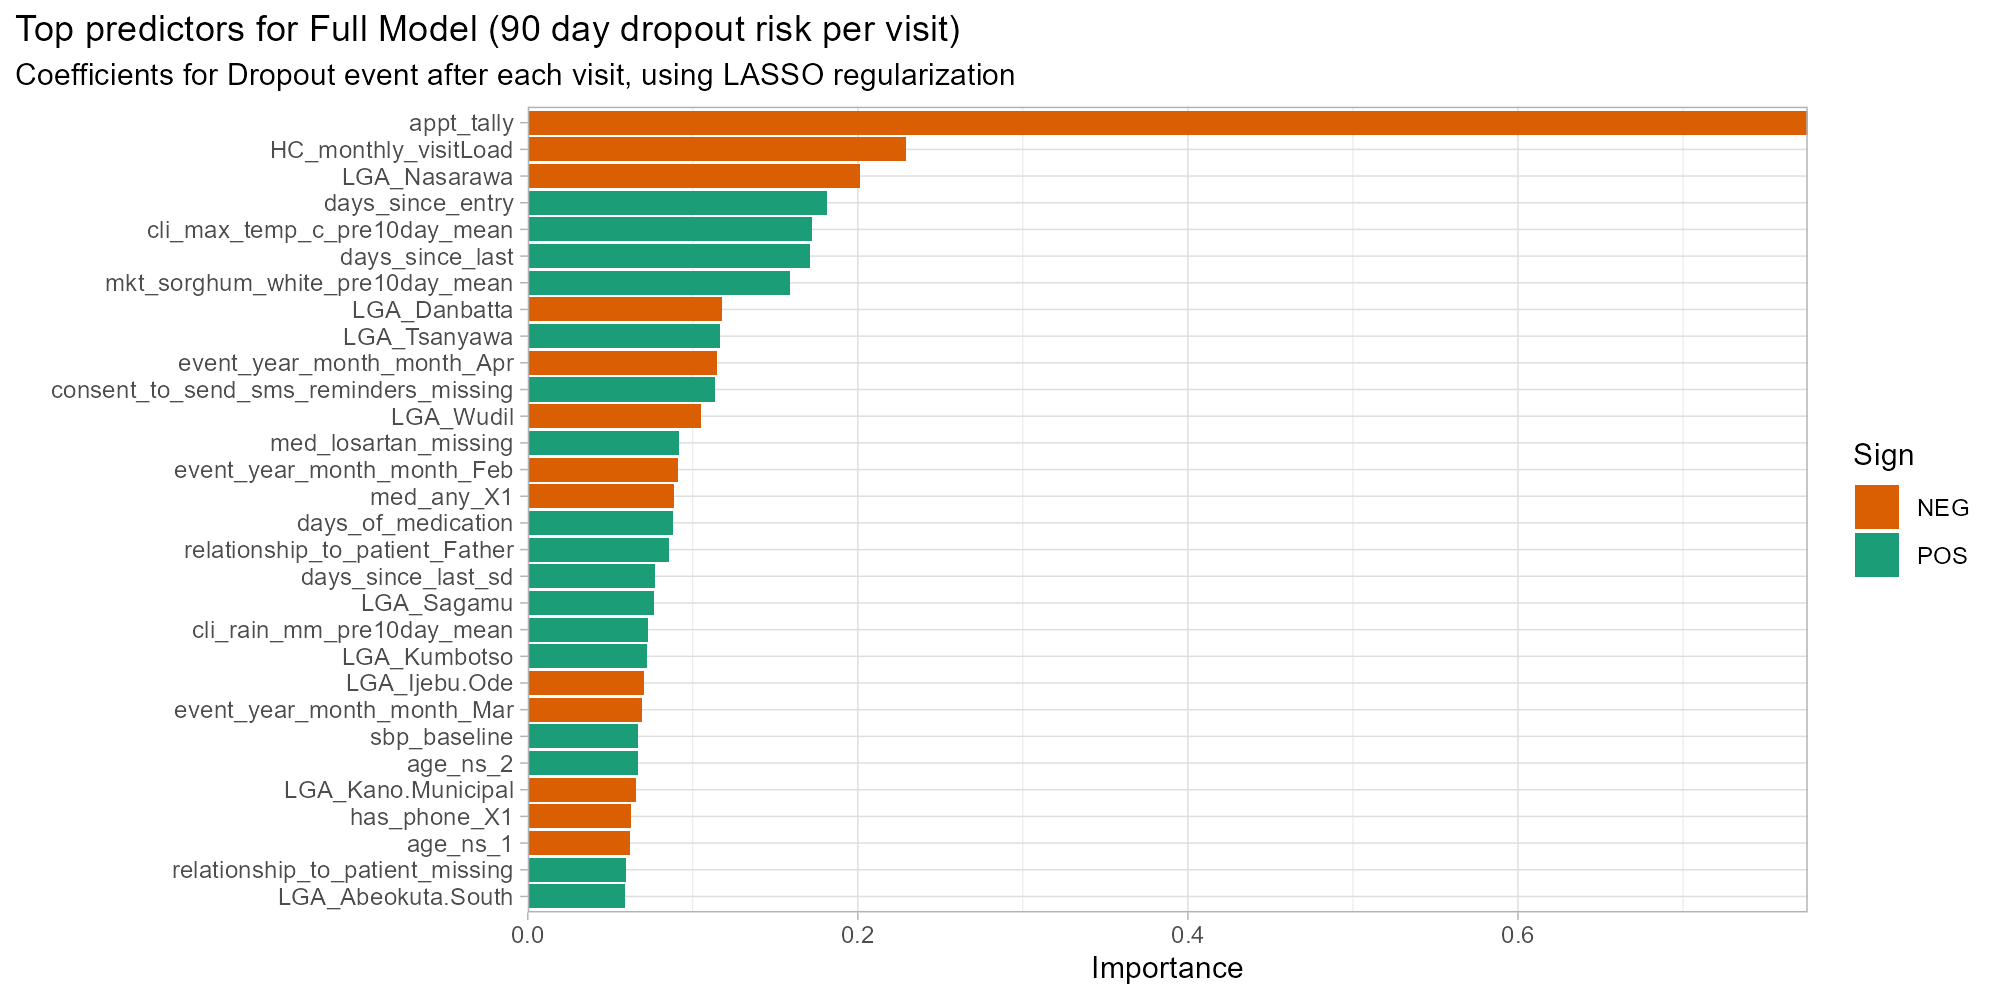 Top predictors for Full Model (90 day dropout risk per visit)
Coefficients for Dropout event after each visit, using LASSO regularization
appt_tally
HC_monthly_visitLoad
LGA_Nasarawa
days_since_entry
cli_max_temp_c_pre10day_mean
days_since_last
mkt_sorghum_white_pre10day_mean
LGA_Danbatta
LGA_Tsanyawa
event_year_month_month_Apr
consent_to_send_sms_reminders_missing
LGA_Wudil
med_losartan_missing
event_year_month_month_Feb
med_any_X1
days_of_medication
relationship_to_patient_Father
days_since_last_sd
LGA_Sagamu
cli_rain_mm_pre10day_mean
LGA_Kumbotso
LGA_Ijebu.Ode
event_year_month_month_Mar
sbp_baseline
age_ns_2
LGA_Kano.Municipal
has_phone_X1
age_ns_1
relationship_to_patient_missing
LGA_Abeokuta.South
0.0 0.2 0.4 0.6
Importance
Sign
NEG
POS